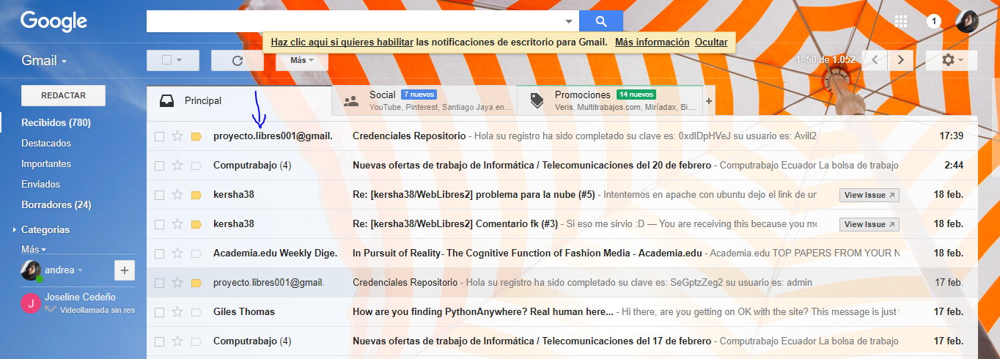 Google
1
Haz clic aquí si quieres habilitar las notificaciones de escritorio para Gmail. Más información Ocultar
Gmail
Más
1–50 de 1.052
REDACTAR
Principal
Social 7 nuevos
YouTube, Pinterest, Santiago Jaya en...
Promociones 14 nuevos
Veris, Multitrabajos.com, Miríadax, Bi...
+
Recibidos (780)
Destacados
Importantes
Enviados
Borradores (24)
Categorías
Más
andrea
+
J
Joseline Cedeño
Videollamada sin res
proyecto.libres001@gmail. Credenciales Repositorio - Hola su registro ha sido completado su clave es: 0xdlDpHVeJ su usuario es: Avill2 17:39
Computrabajo (4) Nuevas ofertas de trabajo de Informática / Telecomunicaciones del 20 de febrero - Computrabajo Ecuador La bolsa de trabajo 2:44
kersha38 Re: [kersha38/WebLibres2] problema para la nube (#5) - Intentemos en apache con ubuntu dejo el link de ur View Issue 18 feb.
kersha38 Re: [kersha38/WebLibres2] Comentario fk (#3) - Si eso me sirvio :D — You are receiving this because you mo View Issue 18 feb.
Academia.edu Weekly Dige. In Pursuit of Reality- The Cognitive Function of Fashion Media - Academia.edu - Academia.edu TOP PAPERS FROM YOUR N 18 feb.
proyecto.libres001@gmail. Credenciales Repositorio - Hola su registro ha sido completado su clave es: SeGptzZeg2 su usuario es: admin 17 feb.
Giles Thomas How are you finding PythonAnywhere? Real human here... - Hi there, are you getting on OK with the site? This message is just 17 feb.
Computrabajo (4) Nuevas ofertas de trabajo de Informática / Telecomunicaciones del 17 de febrero - Computrabajo Ecuador La bolsa de trabajo 17 feb.